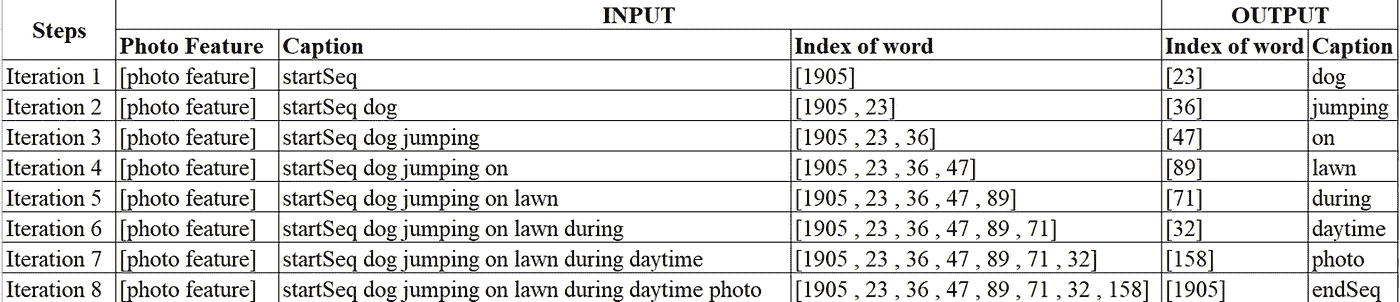 Steps INPUT OUTPUT
Photo Feature Caption Index of word Index of word Caption
Iteration 1 [photo feature] startSeq [1905] [23] dog
Iteration 2 [photo feature] startSeq dog [1905 , 23] [36] jumping
Iteration 3 [photo feature] startSeq dog jumping [1905 , 23 , 36] [47] on
Iteration 4 [photo feature] startSeq dog jumping on [1905 , 23 , 36 , 47] [89] lawn
Iteration 5 [photo feature] startSeq dog jumping on lawn [1905 , 23 , 36 , 47 , 89] [71] during
Iteration 6 [photo feature] startSeq dog jumping on lawn during [1905 , 23 , 36 , 47 , 89 , 71] [32] daytime
Iteration 7 [photo feature] startSeq dog jumping on lawn during daytime [1905 , 23 , 36 , 47 , 89 , 71 , 32] [158] photo
Iteration 8 [photo feature] startSeq dog jumping on lawn during daytime photo [1905 , 23 , 36 , 47 , 89 , 71 , 32 , 158] [1905] endSeq